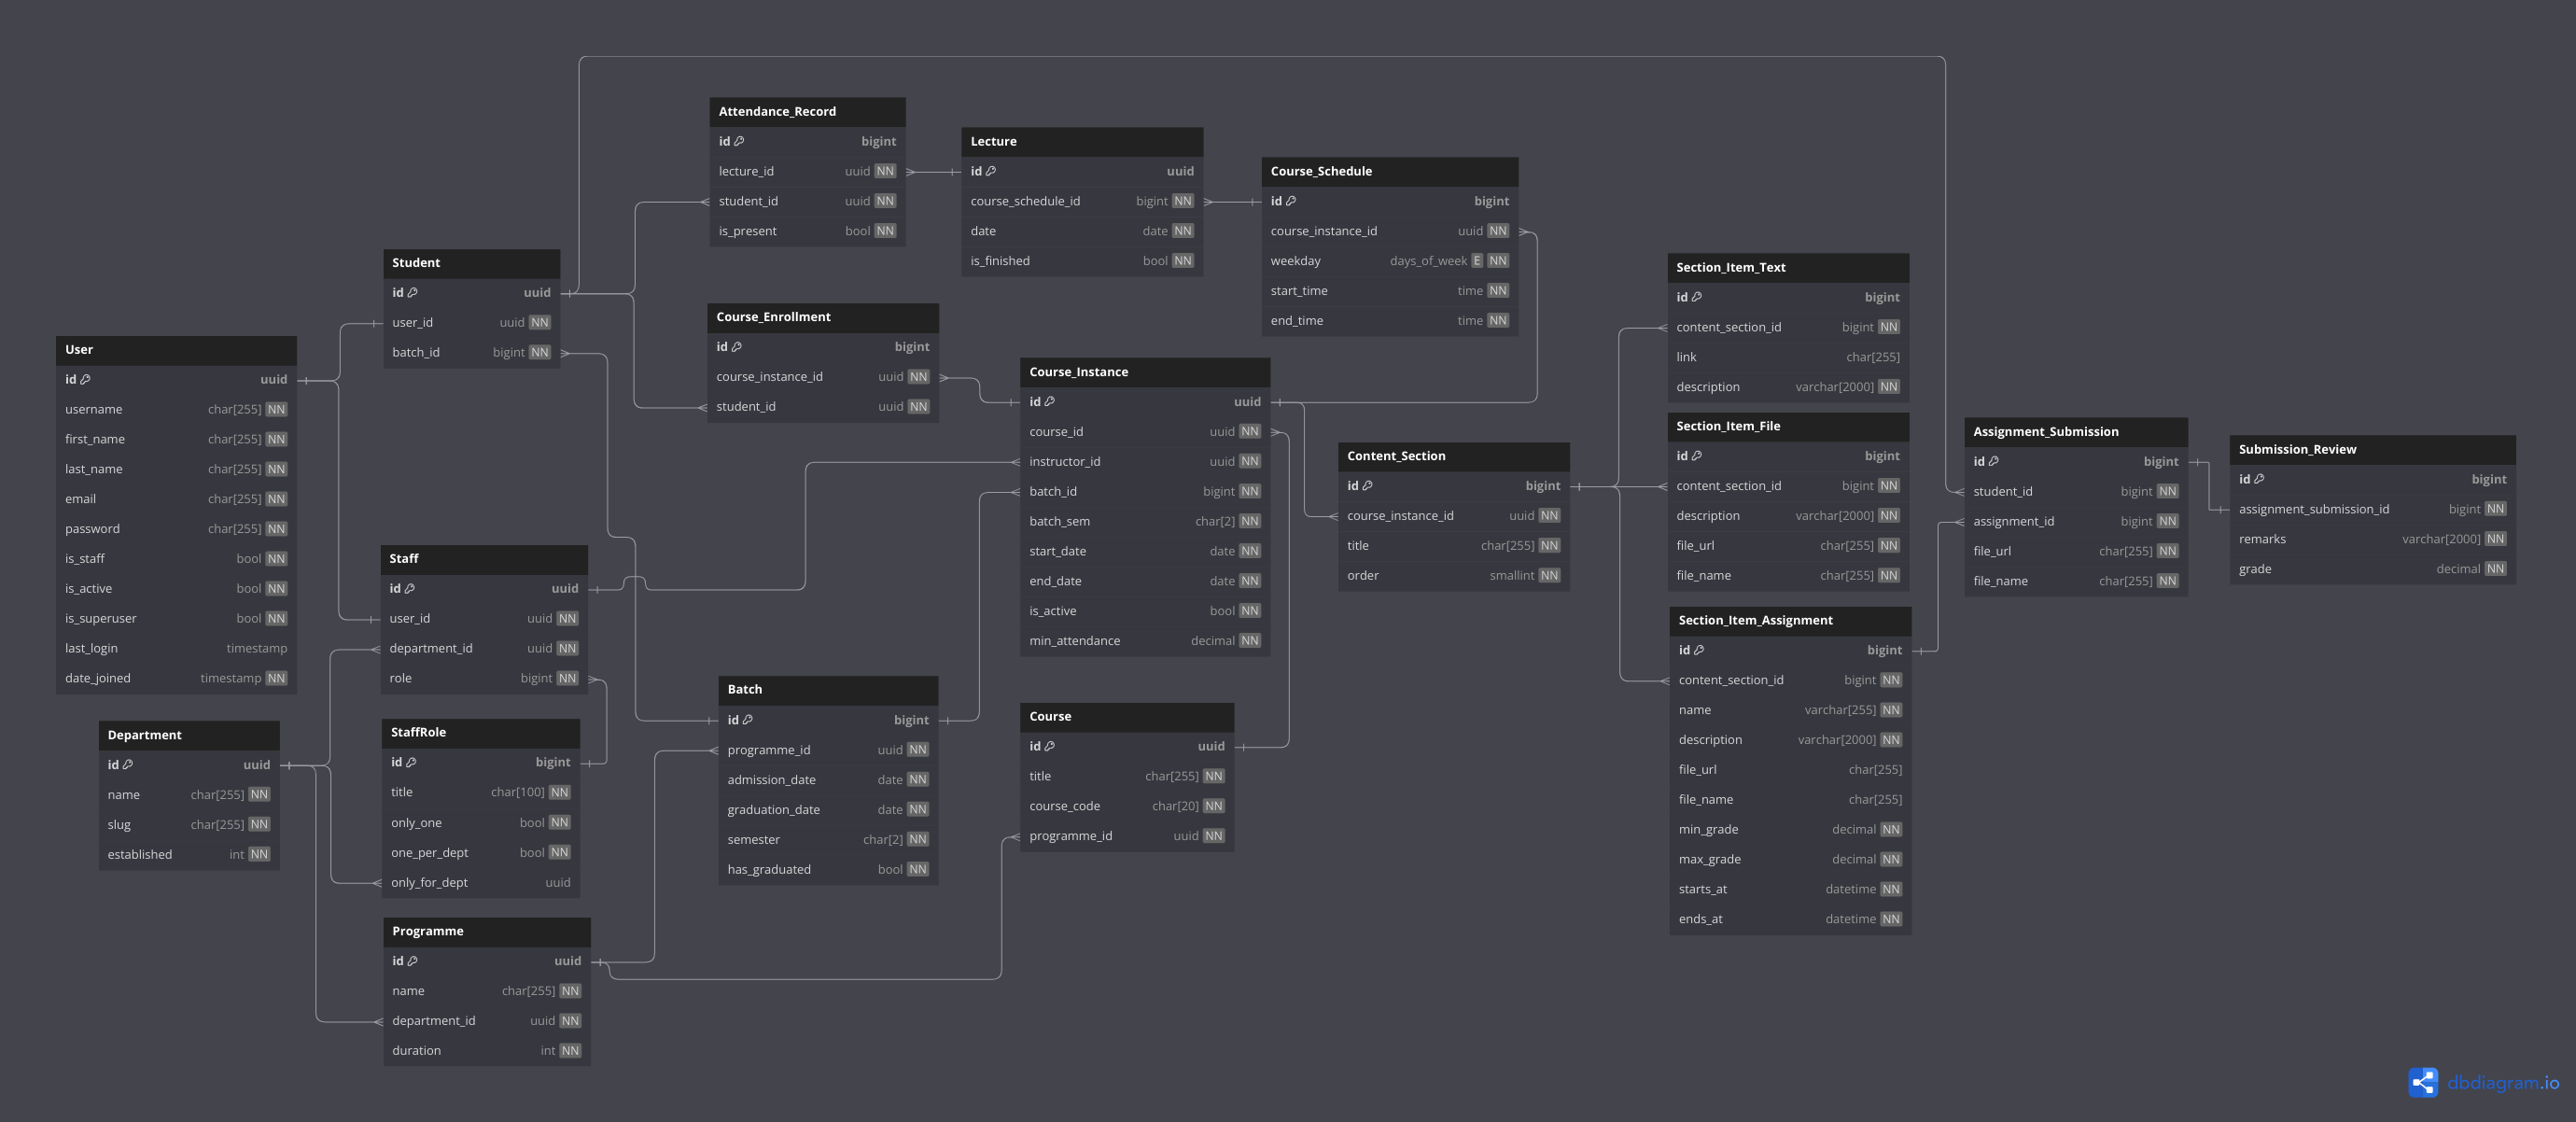 User
id uuid
username char[255] NN
first_name char[255] NN
last_name char[255] NN
email char[255] NN
password char[255] NN
is_staff bool NN
is_active bool NN
is_superuser bool NN
last_login timestamp
date_joined timestamp NN
Department
id uuid
name char[255] NN
slug char[255] NN
established int NN
Student
id uuid
user_id uuid NN
batch_id bigint NN
Staff
id uuid
user_id uuid NN
department_id uuid NN
role bigint NN
StaffRole
id bigint
title char[100] NN
only_one bool NN
one_per_dept bool NN
only_for_dept uuid
Programme
id uuid
name char[255] NN
department_id uuid NN
duration int NN
Attendance_Record
id bigint
lecture_id uuid NN
student_id uuid NN
is_present bool NN
Course_Enrollment
id bigint
course_instance_id uuid NN
student_id uuid NN
Batch
id bigint
programme_id uuid NN
admission_date date NN
graduation_date date NN
semester char[2] NN
has_graduated bool NN
Lecture
id uuid
course_schedule_id bigint NN
date date NN
is_finished bool NN
Course_Instance
id uuid
course_id uuid NN
instructor_id uuid NN
batch_id bigint NN
batch_sem char[2] NN
start_date date NN
end_date date NN
is_active bool NN
min_attendance decimal NN
Course
id uuid
title char[255] NN
course_code char[20] NN
programme_id uuid NN
Course_Schedule
id bigint
course_instance_id uuid NN
weekday days_of_week E NN
start_time time NN
end_time time NN
Content_Section
id bigint
course_instance_id uuid NN
title char[255] NN
order smallint NN
Section_Item_Text
id bigint
content_section_id bigint NN
link char[255]
description varchar[2000] NN
Section_Item_File
id bigint
content_section_id bigint NN
description varchar[2000] NN
file_url char[255] NN
file_name char[255] NN
Section_Item_Assignment
id bigint
content_section_id bigint NN
name varchar[255] NN
description varchar[2000] NN
file_url char[255]
file_name char[255]
min_grade decimal NN
max_grade decimal NN
starts_at datetime NN
ends_at datetime NN
Assignment_Submission
id bigint
student_id bigint NN
assignment_id bigint NN
file_url char[255] NN
file_name char[255] NN
Submission_Review
id bigint
assignment_submission_id bigint NN
remarks varchar[2000] NN
grade decimal NN
dbdiagram.io